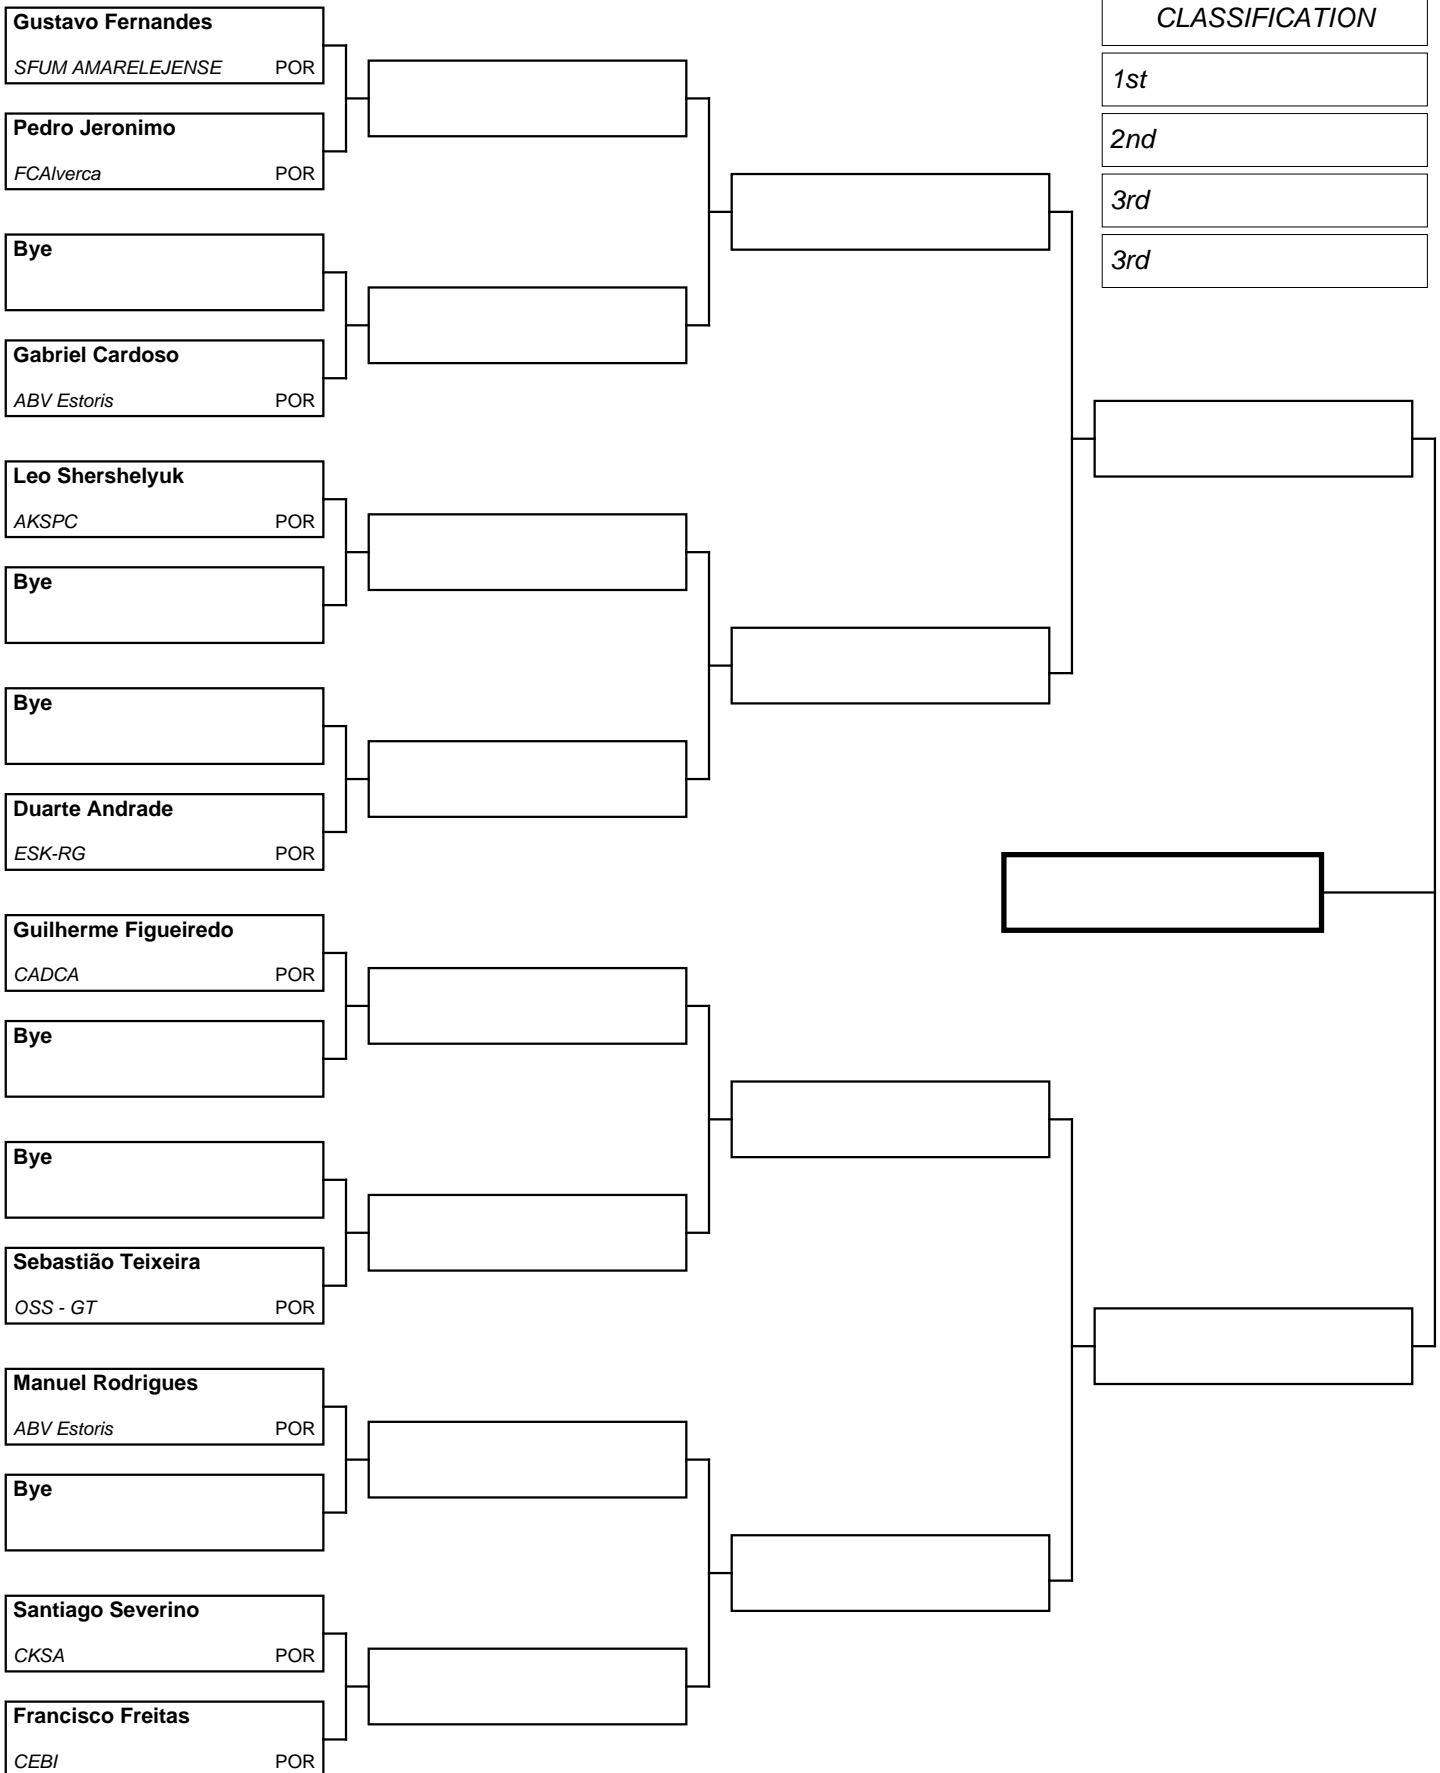 Gustavo Fernandes
SFUM AMARELEJENSE POR
Pedro Jeronimo
FCAlverca POR
Bye
Gabriel Cardoso
ABV Estoris POR
Leo Shershelyuk
AKSPC POR
Bye
Bye
Duarte Andrade
ESK-RG POR
Guilherme Figueiredo
CADCA POR
Bye
Bye
Sebastião Teixeira
OSS - GT POR
Manuel Rodrigues
ABV Estoris POR
Bye
Santiago Severino
CKSA POR
Francisco Freitas
CEBI POR
CLASSIFICATION
1st
2nd
3rd
3rd